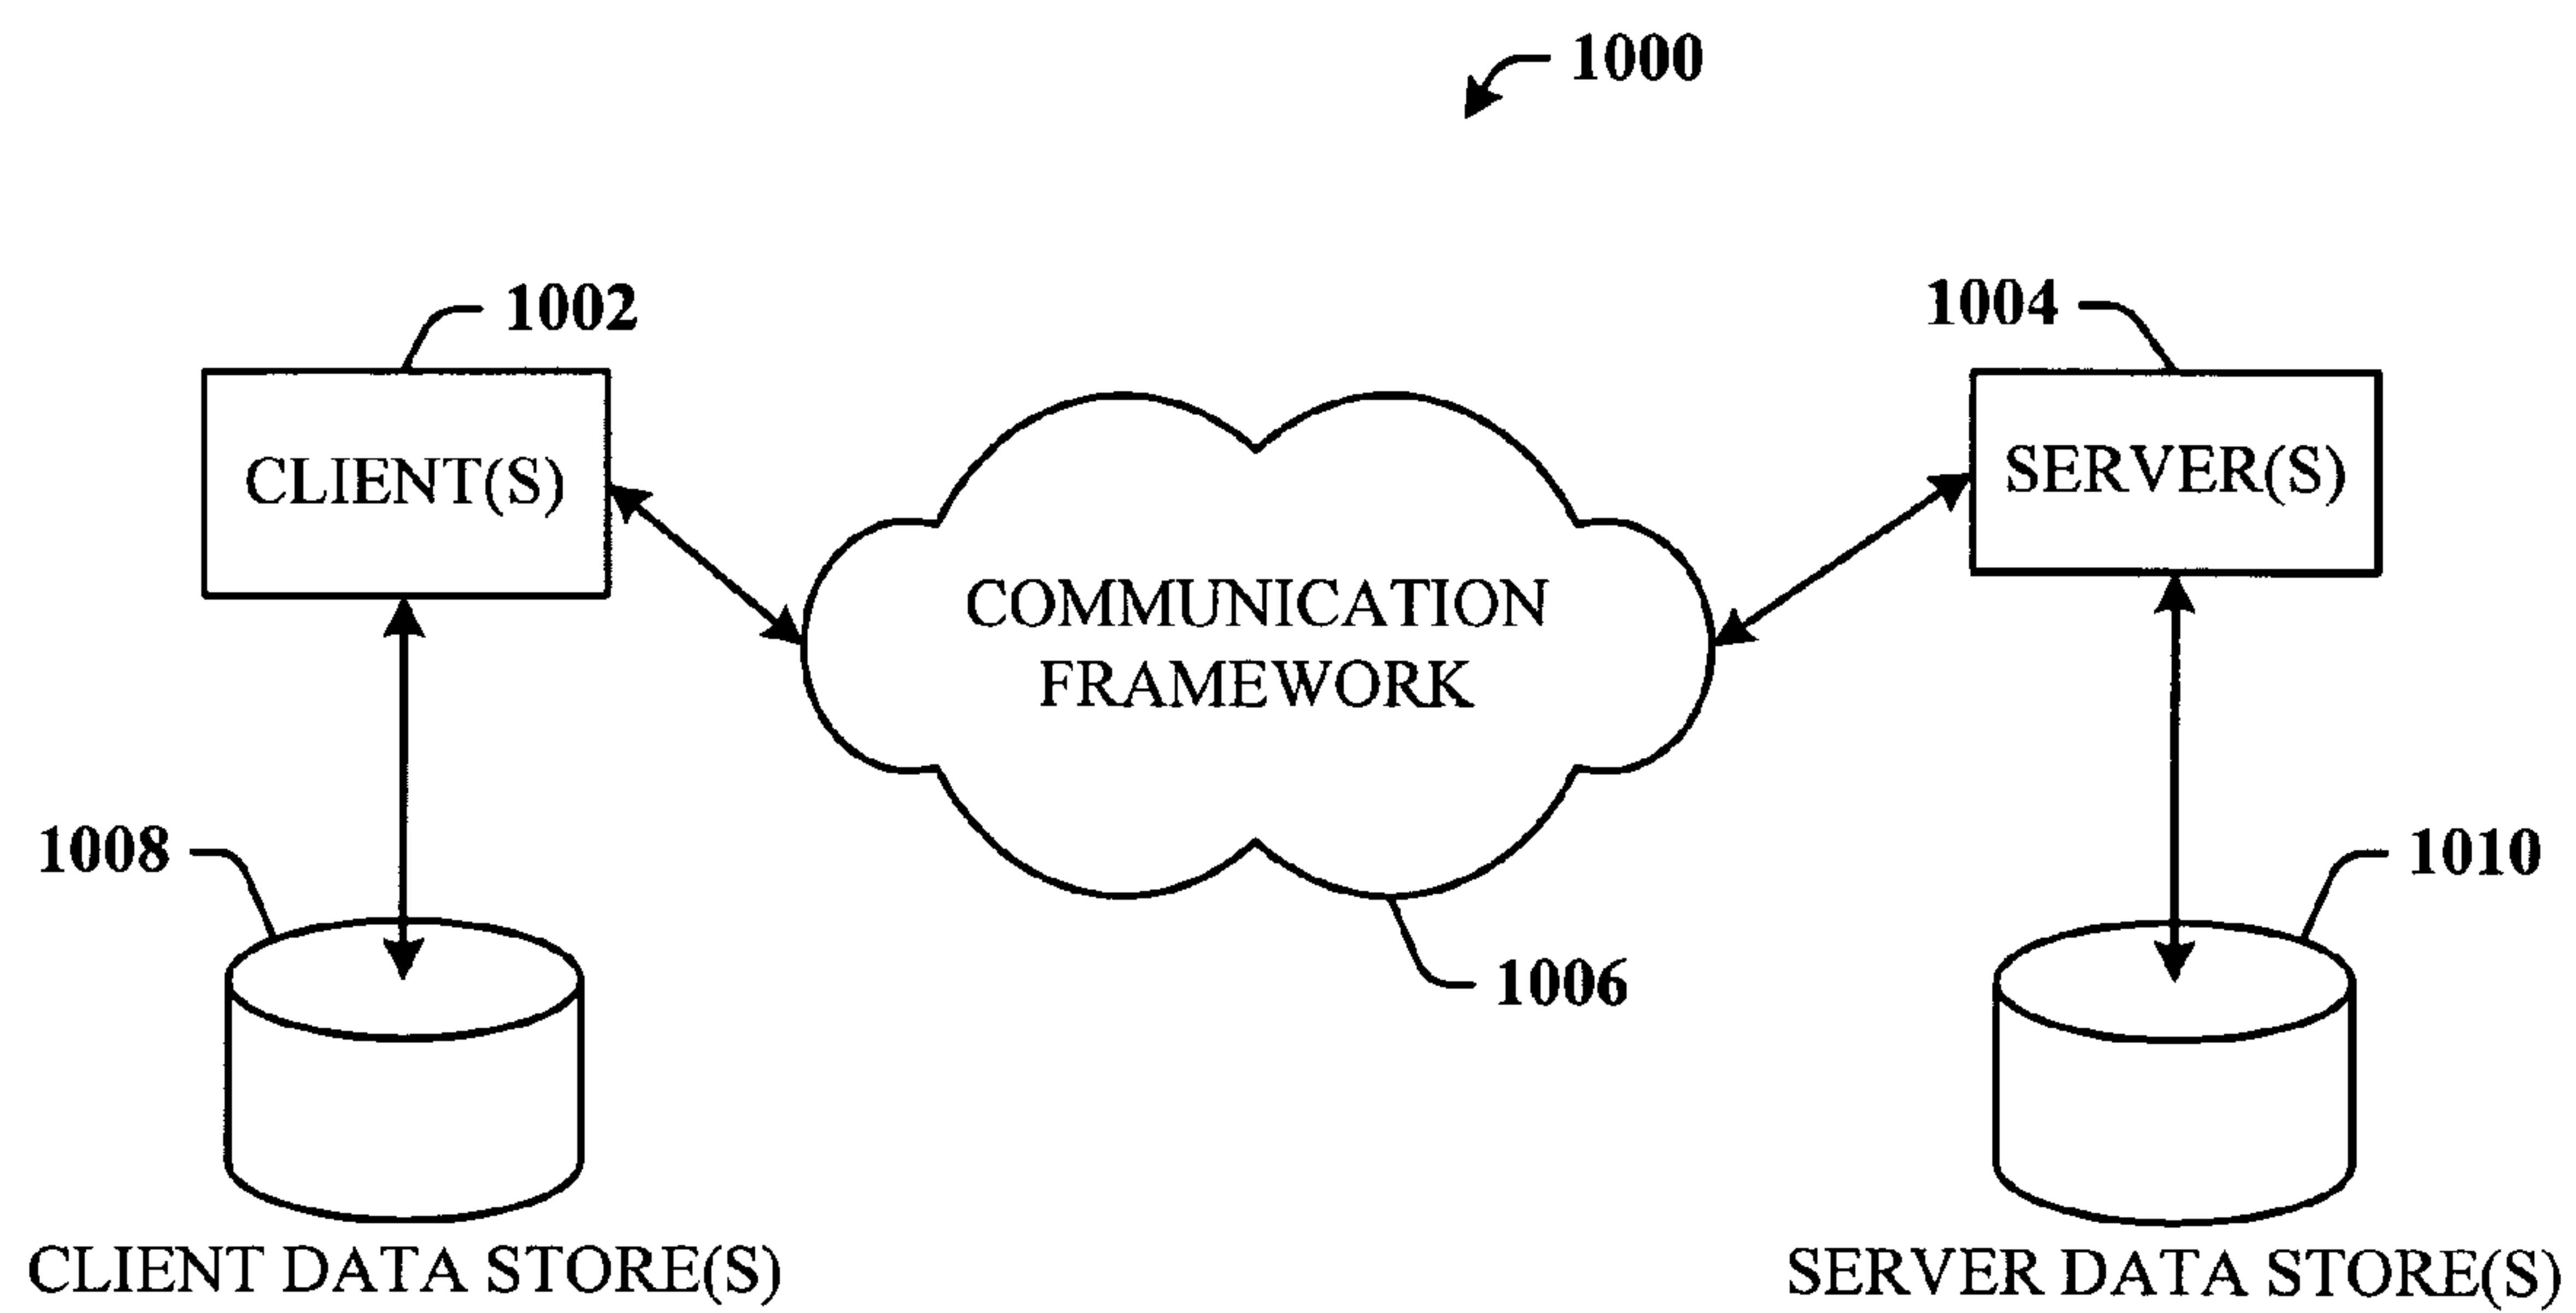 1000
1002
1004
CLIENT(S)
SERVER(S)
COMMUNICATION
FRAMEWORK
1008
1010
1006
CLIENT DATA STORE(S)
SERVER DATA STORE(S)